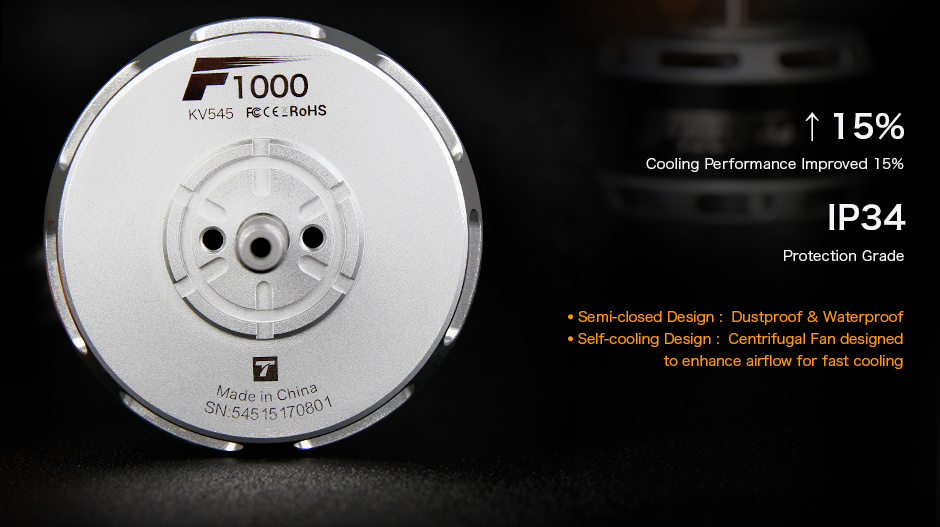 F1000
KV545 FC CE RoHS
T
Made in China
SN:54515170801
↑ 15%
Cooling Performance Improved 15%
IP34
Protection Grade
• Semi-closed Design : Dustproof & Waterproof
• Self-cooling Design : Centrifugal Fan designed
to enhance airflow for fast cooling